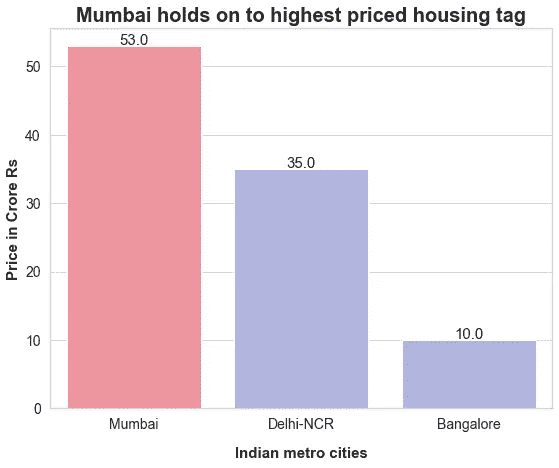 Mumbai holds on to highest priced housing tag
53.0
50
40
35.0
30
20
10
10.0
0
Price in Crore Rs
Mumbai Delhi-NCR Bangalore
Indian metro cities